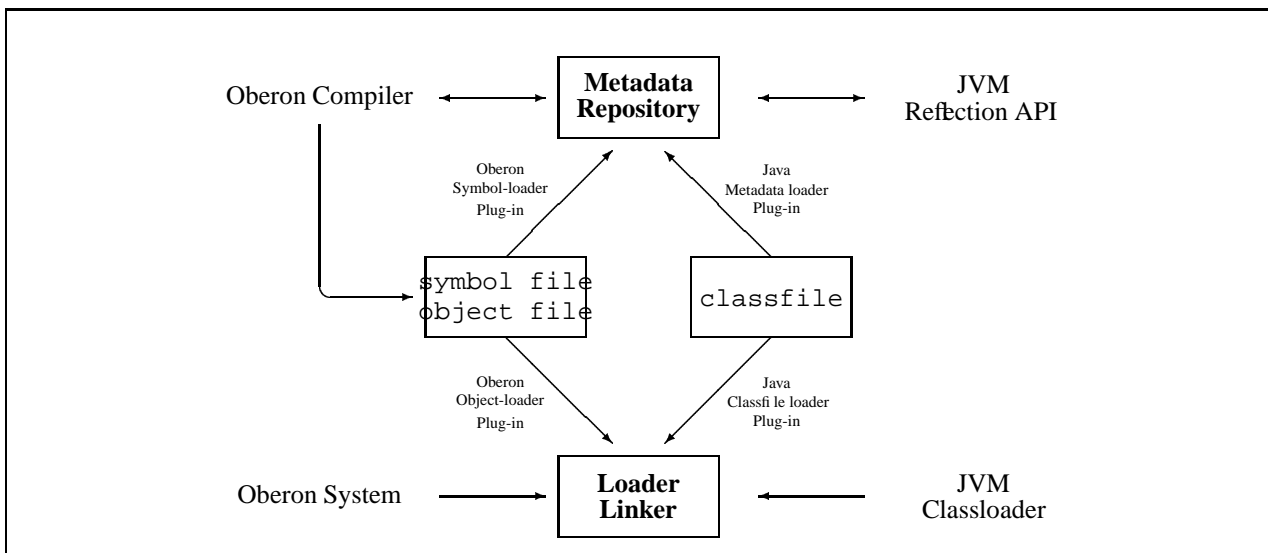 Oberon Compiler
Metadata
Repository
JVM
Reflection API
Oberon
Symbol-loader
Plug-in
Java
Metadata loader
Plug-in
symbol file
object file
classfile
Oberon
Object-loader
Plug-in
Java
Classfile loader
Plug-in
Oberon System
Loader
Linker
JVM
Classloader